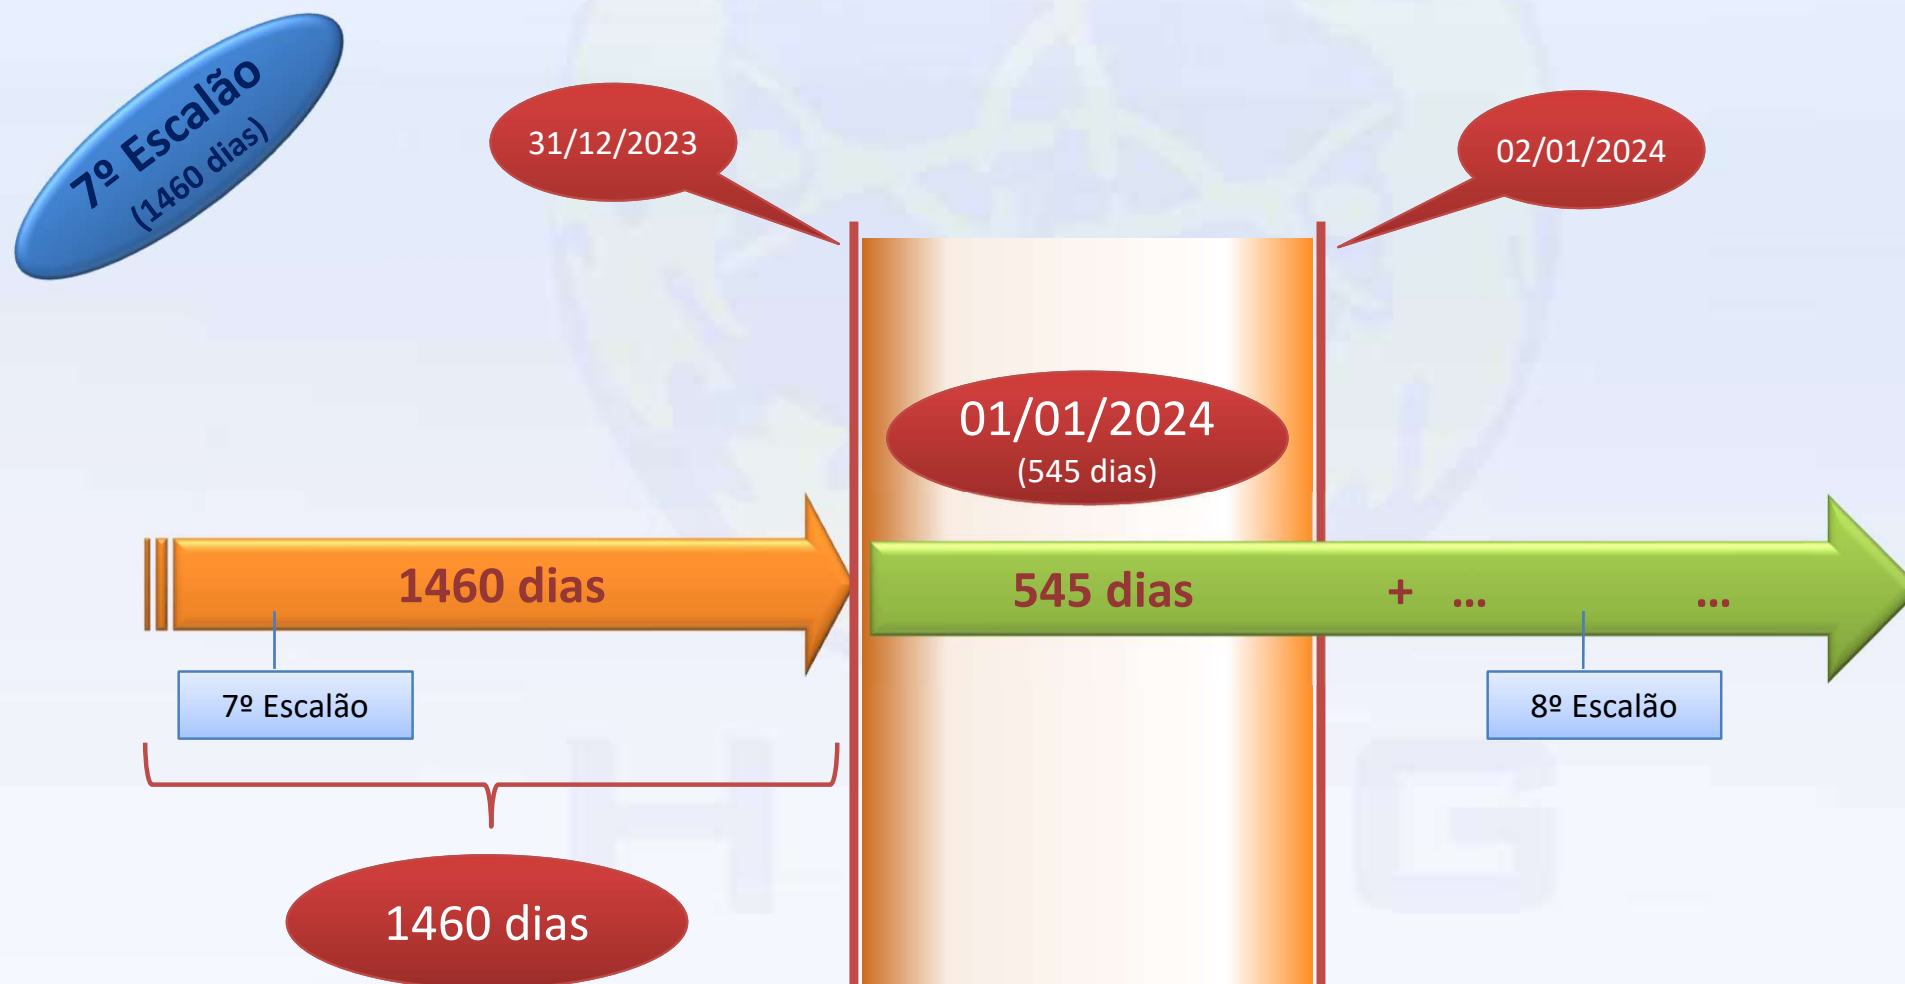 7º Escalão
(1460 dias)
31/12/2023
02/01/2024
01/01/2024
(545 dias)
1460 dias
545 dias + ... ...
7º Escalão
8º Escalão
H G
1460 dias